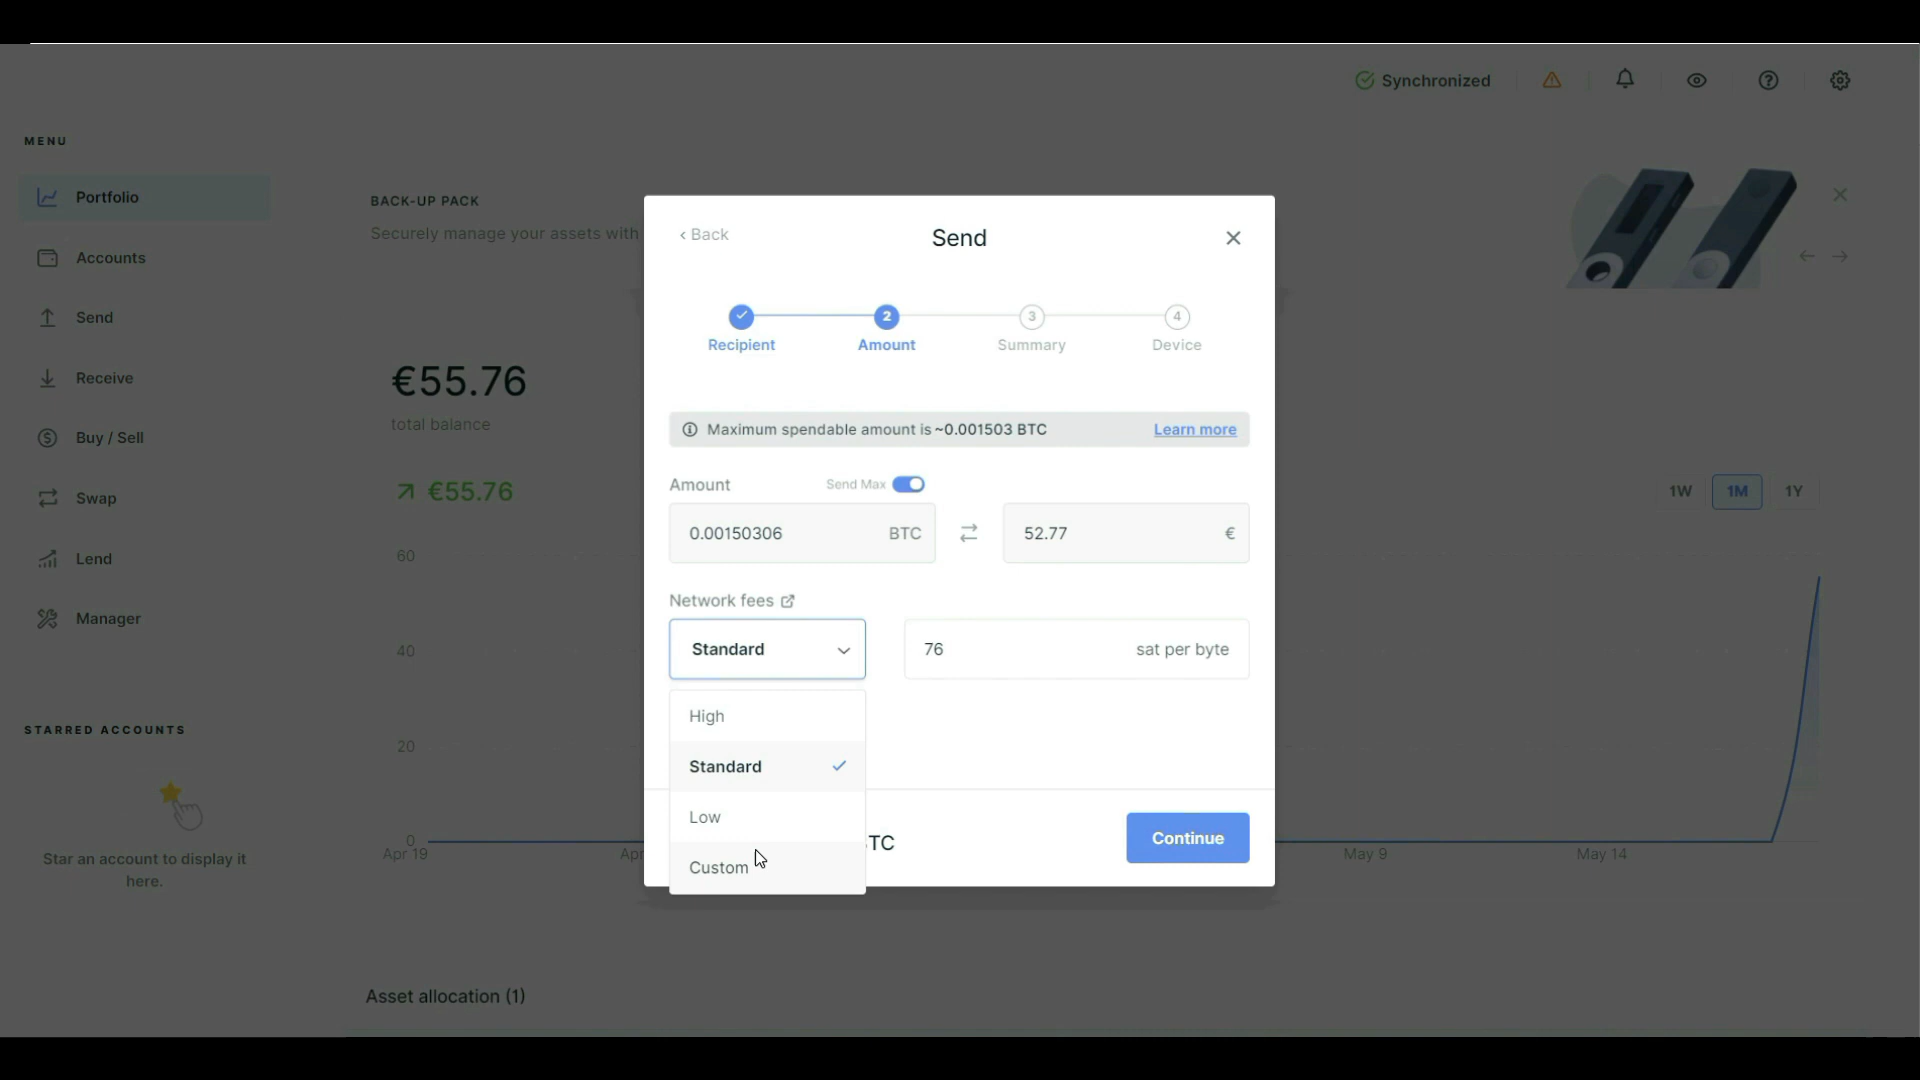 Synchronized
MENU
Portfolio
Accounts
Send
Receive
Buy / Sell
Swap
Lend
Manager
STARRED ACCOUNTS
Star an account to display it
here.
BACK-UP PACK
Securely manage your assets with
€55.76
total balance
€55.76
1W 1M 1Y
60
40
20
0
Apr 19
May 9
May 14
Asset allocation (1)
‹ Back
Send
2 3 4
Recipient Amount Summary Device
Maximum spendable amount is ~0.001503 BTC Learn more
Amount Send Max
0.00150306 BTC 52.77 €
Network fees
Standard 76 sat per byte
High
Standard
Low
Custom
TC
Continue